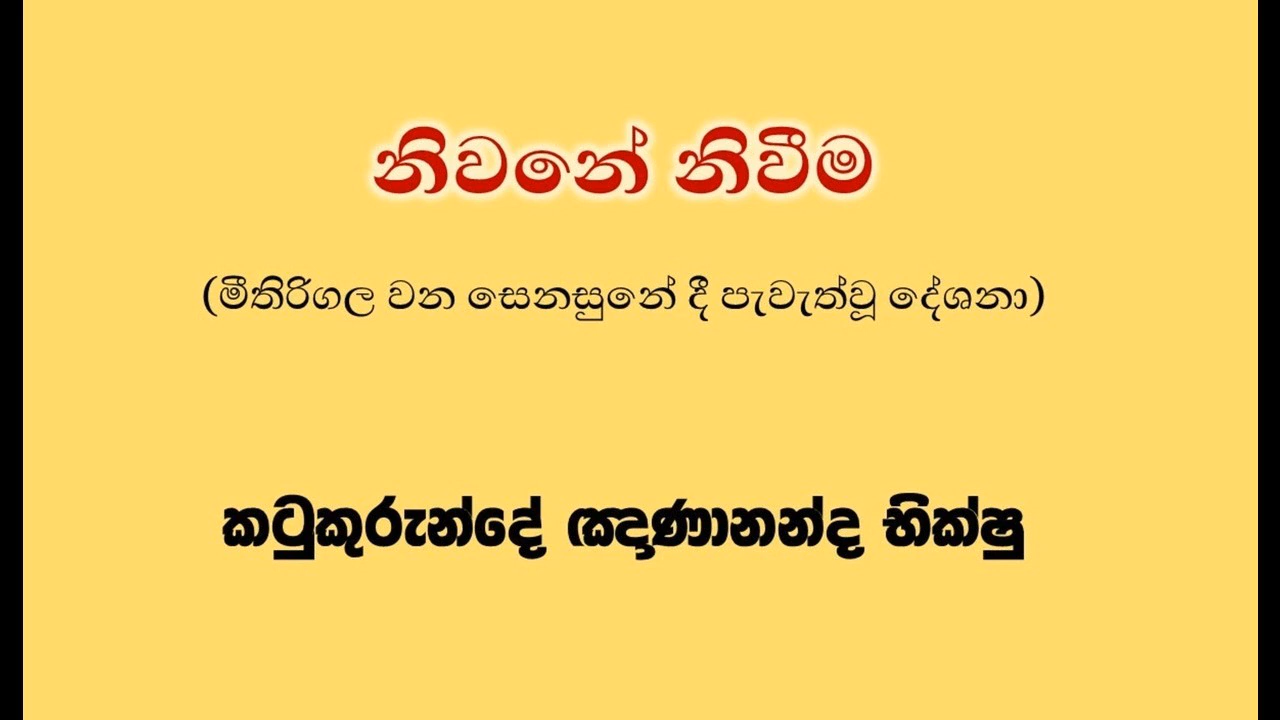 නිවනේ නිවීම
(මීතිරිගල වන සෙනසුනේ දී පැවැත්වූ දේශනා)
කටුකුරුන්දේ ඤාණානන්ද භික්ෂු